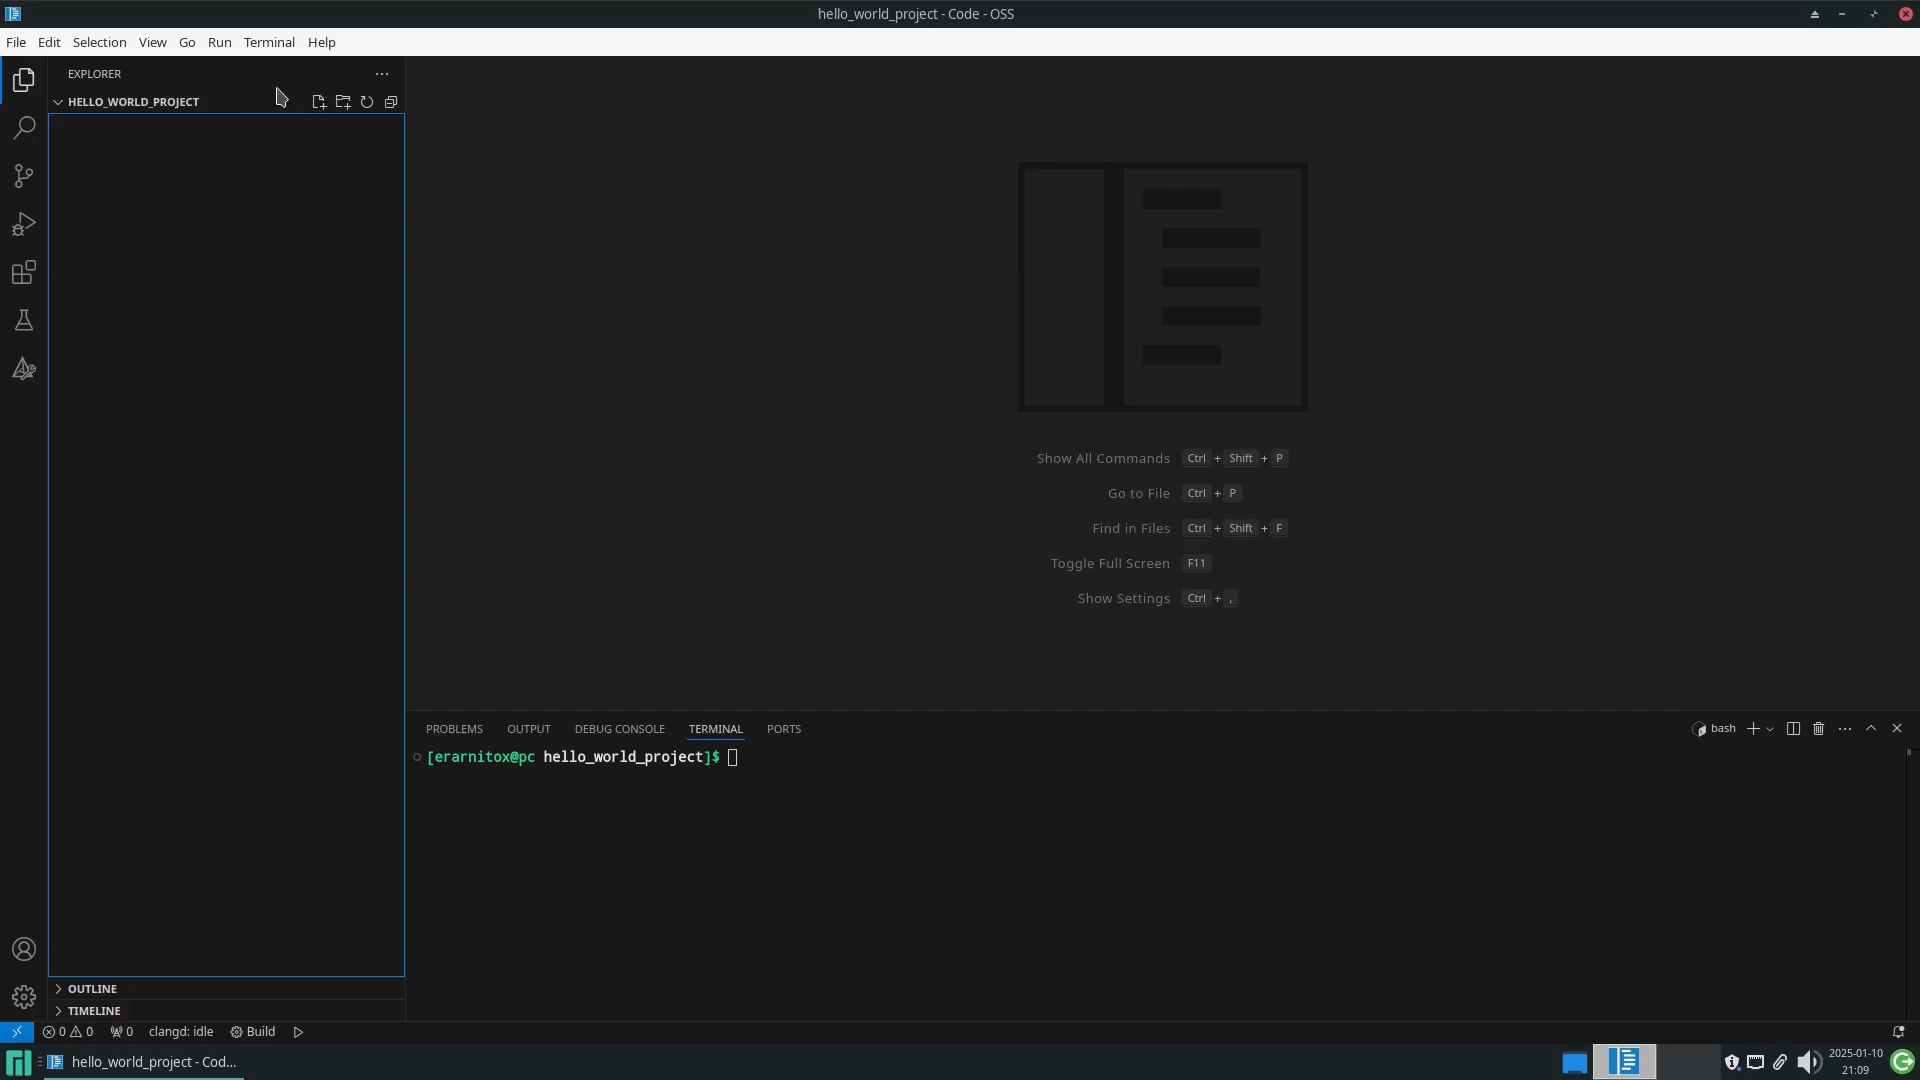 hello_world_project - Code - OSS
File Edit Selection View Go Run Terminal Help
EXPLORER
HELLO_WORLD_PROJECT
Show All Commands Ctrl + Shift + P
Go to File Ctrl + P
Find in Files Ctrl + Shift + F
Toggle Full Screen F11
Show Settings Ctrl + ,
PROBLEMS OUTPUT DEBUG CONSOLE TERMINAL PORTS bash
[erarnitox@pc hello_world_project]$
OUTLINE
TIMELINE
0 0 0 clangd: idle Build
hello_world_project - Cod...
2025-01-10
21:09